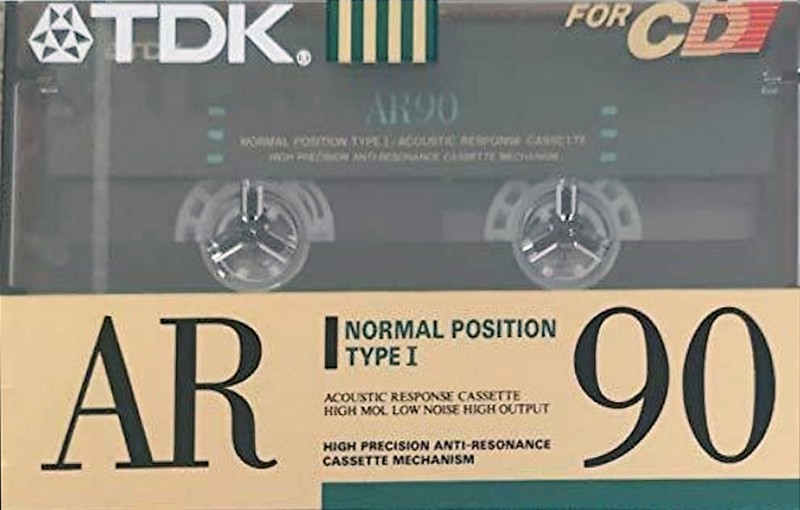 TDK
FOR CD
AR90
NORMAL POSITION TYPE I / ACOUSTIC RESPONSE CASSETTE
HIGH PRECISION ANTI-RESONANCE CASSETTE MECHANISM
AR
NORMAL POSITION
TYPE I
ACOUSTIC RESPONSE CASSETTE
HIGH MOL LOW NOISE HIGH OUTPUT
HIGH PRECISION ANTI-RESONANCE
CASSETTE MECHANISM
90